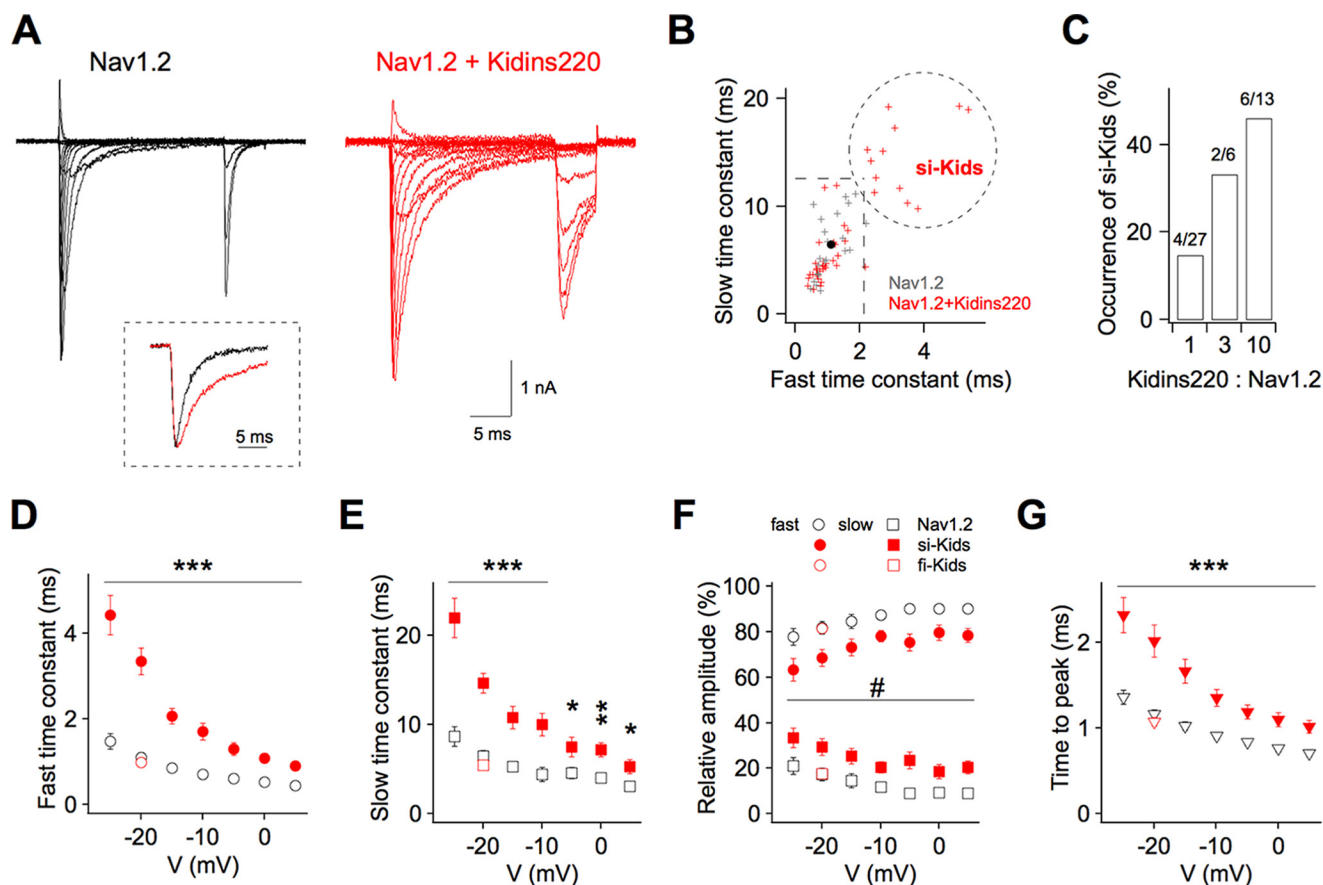 A
Nav1.2
Nav1.2 + Kidins220
5 ms
1 nA
5 ms
B
Slow time constant (ms)
20
10
0
si-Kids
Nav1.2
Nav1.2+Kidins220
0 2 4
Fast time constant (ms)
C
Occurrence of si-Kids (%)
40
20
0
4/27
2/6
6/13
1 3 10
Kidins220 : Nav1.2
D
Fast time constant (ms)
4
2
0
***
-20 -10 0
V (mV)
E
Slow time constant (ms)
20
10
0
***
*
**
*
-20 -10 0
V (mV)
F
fast slow Nav1.2
si-Kids
fi-Kids
Relative amplitude (%)
100
80
60
40
20
0
#
-20 -10 0
V (mV)
G
Time to peak (ms)
2
1
0
***
-20 -10 0
V (mV)